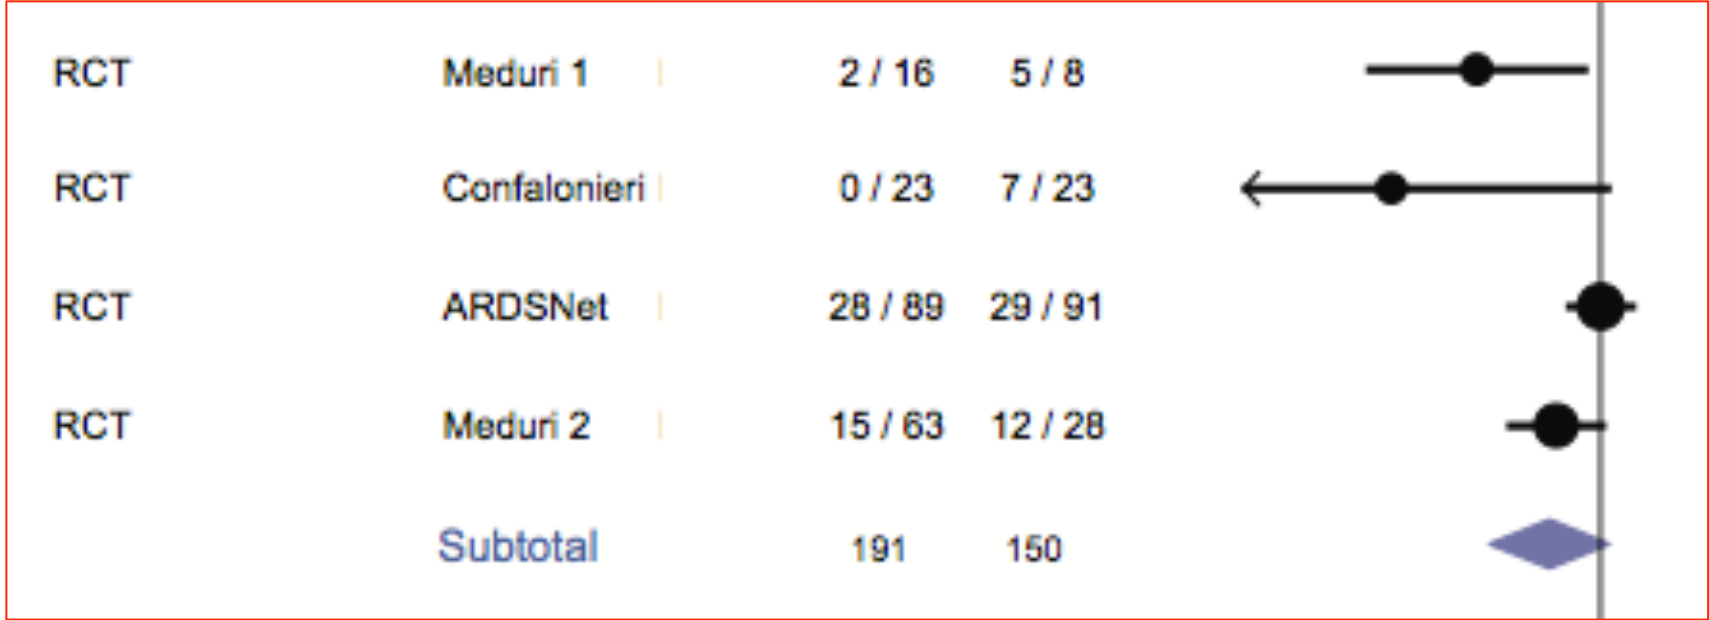 RCT Meduri 1 2 / 16 5 / 8
RCT Confalonieri 0 / 23 7 / 23
RCT ARDSNet 28 / 89 29 / 91
RCT Meduri 2 15 / 63 12 / 28
Subtotal 191 150